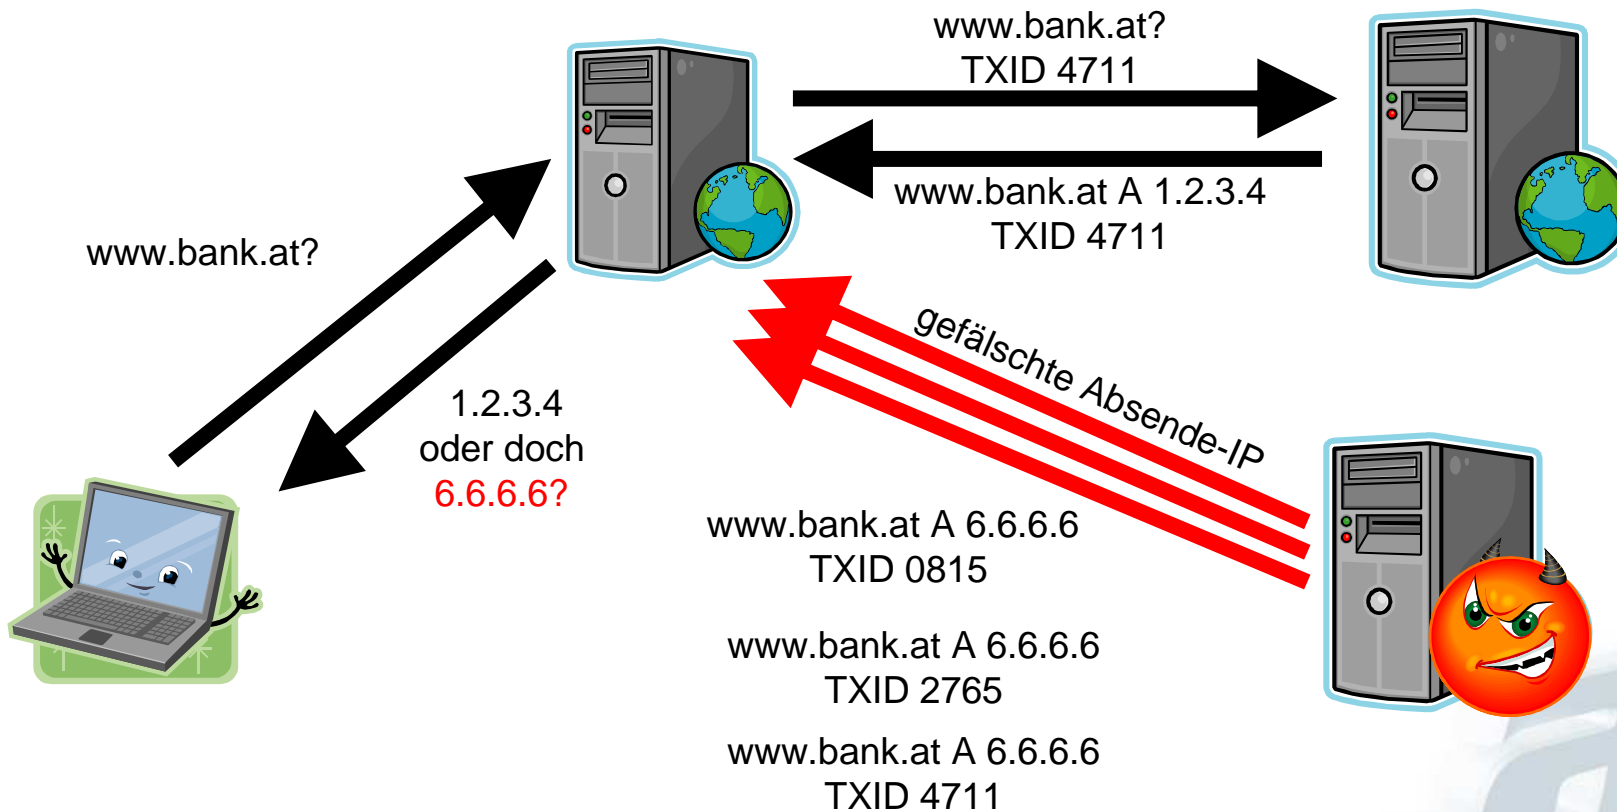 www.bank.at?
TXID 4711
www.bank.at A 1.2.3.4
TXID 4711
www.bank.at?
gefälschte Absende-IP
1.2.3.4
oder doch
6.6.6.6?
www.bank.at A 6.6.6.6
TXID 0815
www.bank.at A 6.6.6.6
TXID 2765
www.bank.at A 6.6.6.6
TXID 4711